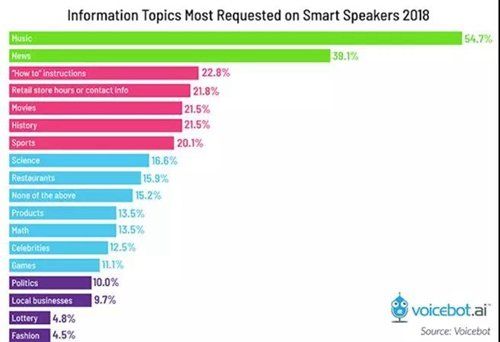 Information Topics Most Requested on Smart Speakers 2018
Music 54.7%
News 39.1%
"How to" instructions 22.8%
Retail store hours or contact info 21.8%
Movies 21.5%
History 21.5%
Sports 20.1%
Science 16.6%
Restaurants 15.9%
None of the above 15.2%
Products 13.5%
Math 13.5%
Celebrities 12.5%
Games 11.1%
Politics 10.0%
Local businesses 9.7%
Lottery 4.8%
Fashion 4.5%
voicebot.ai
Source: Voicebot